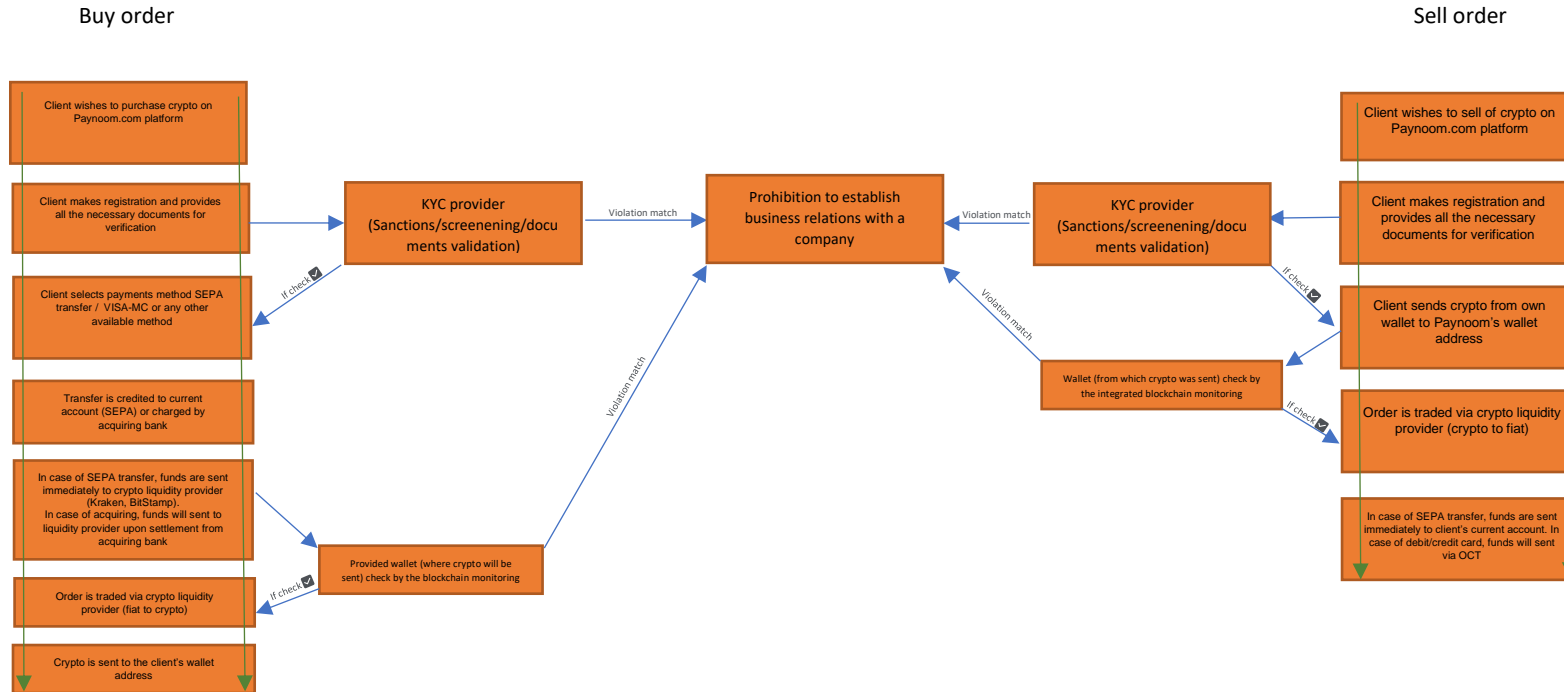 Buy order
Sell order
Client wishes to purchase crypto on
Paynoom.com platform
Client makes registration and provides
all the necessary documents for
verification
KYC provider
(Sanctions/screenening/docu
ments validation)
Violation match
If check
Client selects payments method SEPA
transfer / VISA-MC or any other
available method
Transfer is credited to current
account (SEPA) or charged by
acquiring bank
In case of SEPA transfer, funds are sent
immediately to crypto liquidity provider
(Kraken, BitStamp).
In case of acquiring, funds will sent to
liquidity provider upon settlement from
acquiring bank
Provided wallet (where crypto will be
sent) check by the blockchain monitoring
Violation match
If check
Order is traded via crypto liquidity
provider (fiat to crypto)
Crypto is sent to the client's wallet
address
Prohibition to establish
business relations with a
company
Client wishes to sell of crypto on
Paynoom.com platform
Client makes registration and
provides all the necessary
documents for verification
KYC provider
(Sanctions/screenening/docu
ments validation)
Violation match
If check
Client sends crypto from own
wallet to Paynoom's wallet
address
Wallet (from which crypto was sent) check by
the integrated blockchain monitoring
Violation match
If check
Order is traded via crypto liquidity
provider (crypto to fiat)
In case of SEPA transfer, funds are sent
immediately to client's current account. In
case of debit/credit card, funds will sent
via OCT